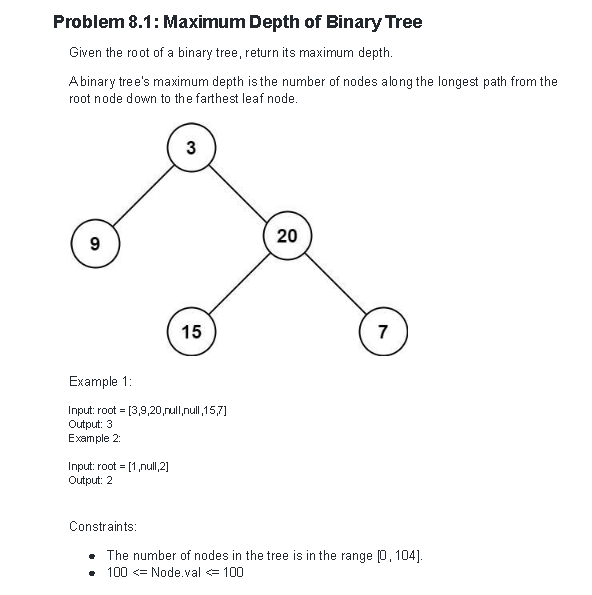 Problem 8.1: Maximum Depth of Binary Tree
Given the root of a binary tree, return its maximum depth.
A binary tree's maximum depth is the number of nodes along the longest path from the
root node down to the farthest leaf node.
3
9
20
15
7
Example 1:
Input: root = [3,9,20,null,null,15,7]
Output: 3
Example 2:
Input: root = [1,null,2]
Output: 2
Constraints:
● The number of nodes in the tree is in the range [0, 104].
● 100 <= Node.val <= 100